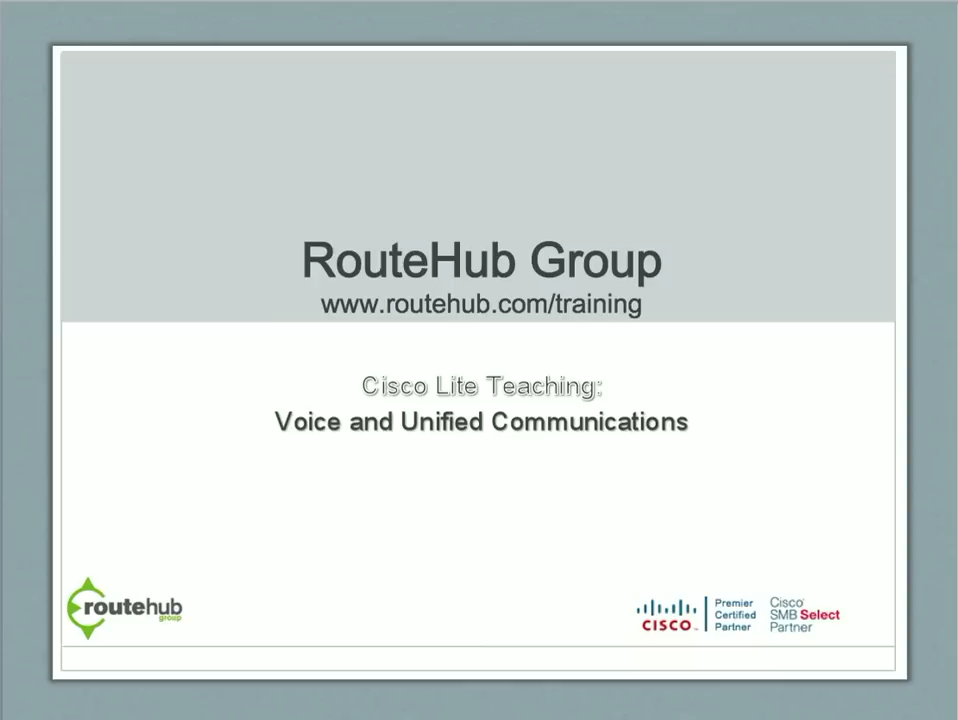 RouteHub Group
www.routehub.com/training
Cisco Lite Teaching:
Voice and Unified Communications
routehub
group
CISCO
Premier
Certified
Partner
Cisco
SMB Select
Partner